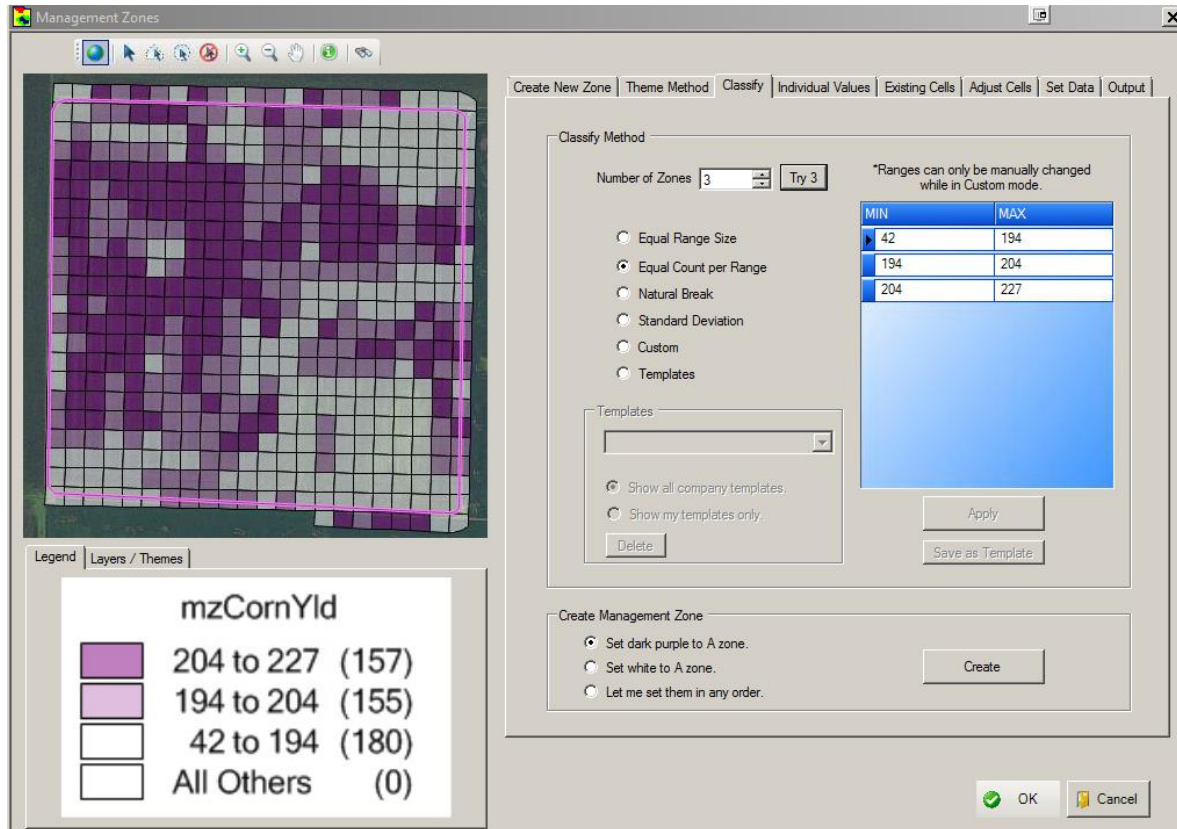 Management Zones
Create New Zone
Theme Method
Classify
Individual Values
Existing Cells
Adjust Cells
Set Data
Output
Classify Method
Number of Zones 3 Try 3
*Ranges can only be manually changed
while in Custom mode.
Equal Range Size
Equal Count per Range
Natural Break
Standard Deviation
Custom
Templates
MIN MAX
42 194
194 204
204 227
Templates
Show all company templates.
Show my templates only.
Delete
Apply
Save as Template
Legend
Layers / Themes
mzCornYld
204 to 227 (157)
194 to 204 (155)
42 to 194 (180)
All Others (0)
Create Management Zone
Set dark purple to A zone.
Set white to A zone.
Let me set them in any order.
Create
OK
Cancel